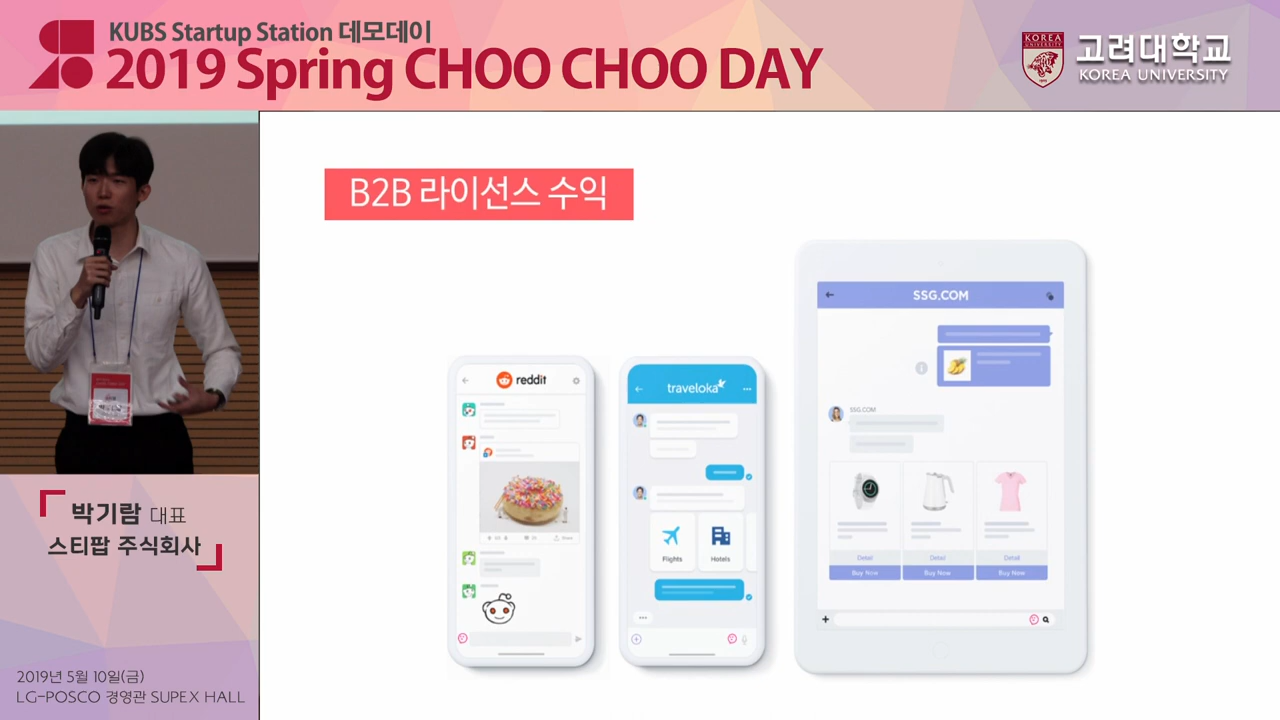 KUBS Startup Station 데모데이
2019 Spring CHOO CHOO DAY
KOREA
UNIVERSITY
고려대학교
KOREA UNIVERSITY
B2B 라이선스 수익
reddit
Share
traveloka
Flights
Hotels
SSG.COM
SSG.COM
Detail
Detail
Detail
Buy Now
Buy Now
Buy Now
박기람 대표
스티팝 주식회사
2019년 5월 10일(금)
LG-POSCO 경영관 SUPEX HALL